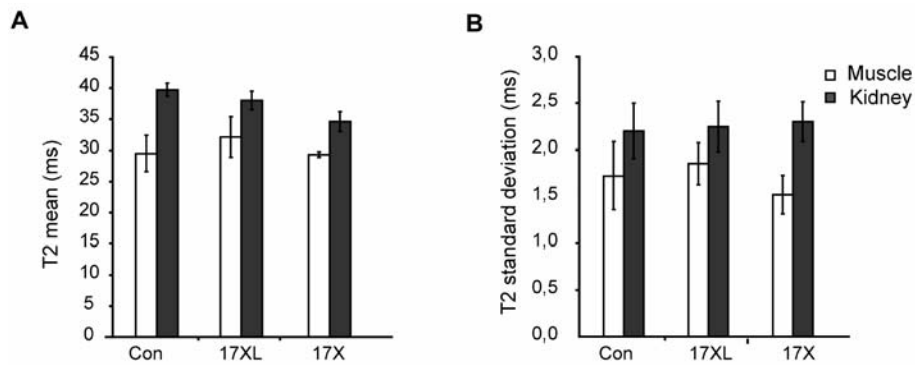 A
T2 mean (ms)
45
40
35
30
25
20
15
10
5
0
Con 17XL 17X
B
T2 standard deviation (ms)
3,0
2,5
2,0
1,5
1,0
0,5
0,0
Con 17XL 17X
Muscle
Kidney